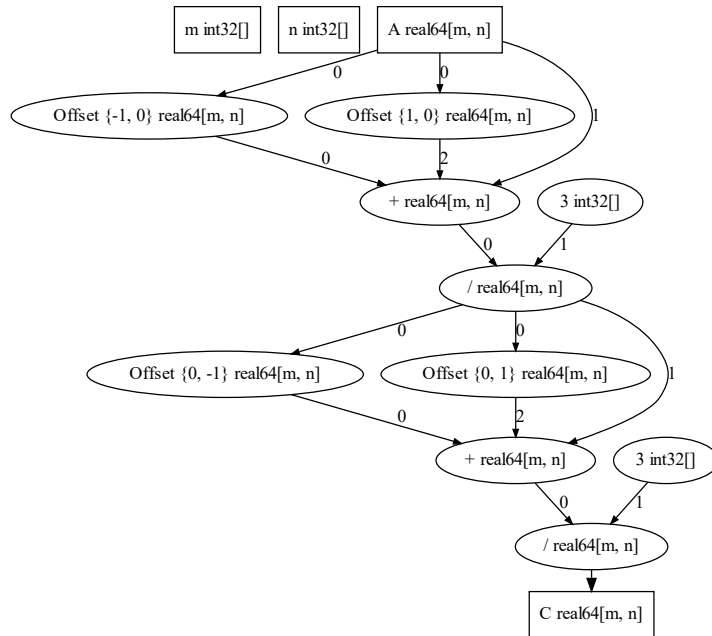 m int32[]
n int32[]
A real64[m, n]
0
0
Offset {-1, 0} real64[m, n]
Offset {1, 0} real64[m, n]
1
0
2
+ real64[m, n]
3 int32[]
0
1
/ real64[m, n]
0
0
Offset {0, -1} real64[m, n]
Offset {0, 1} real64[m, n]
1
0
2
+ real64[m, n]
3 int32[]
0
1
/ real64[m, n]
C real64[m, n]